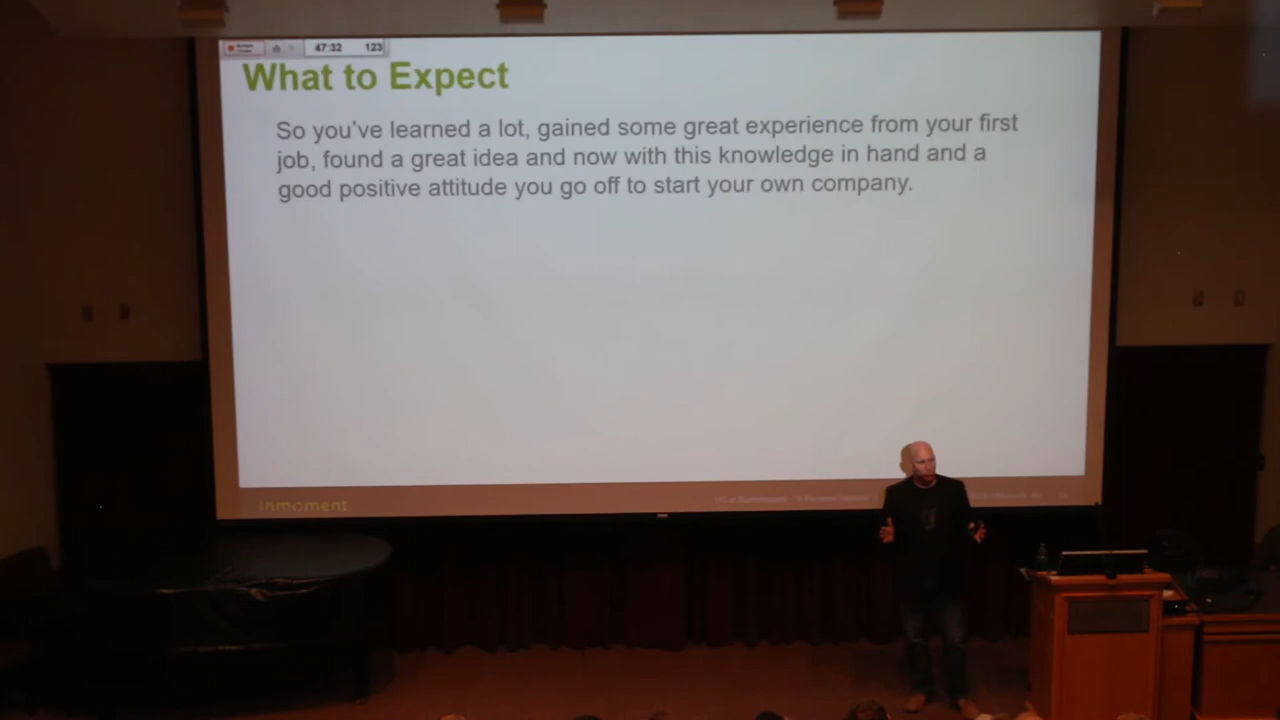 47:32 123
What to Expect
So you've learned a lot, gained some great experience from your first
job, found a great idea and now with this knowledge in hand and a
good positive attitude you go off to start your own company.
inmoment